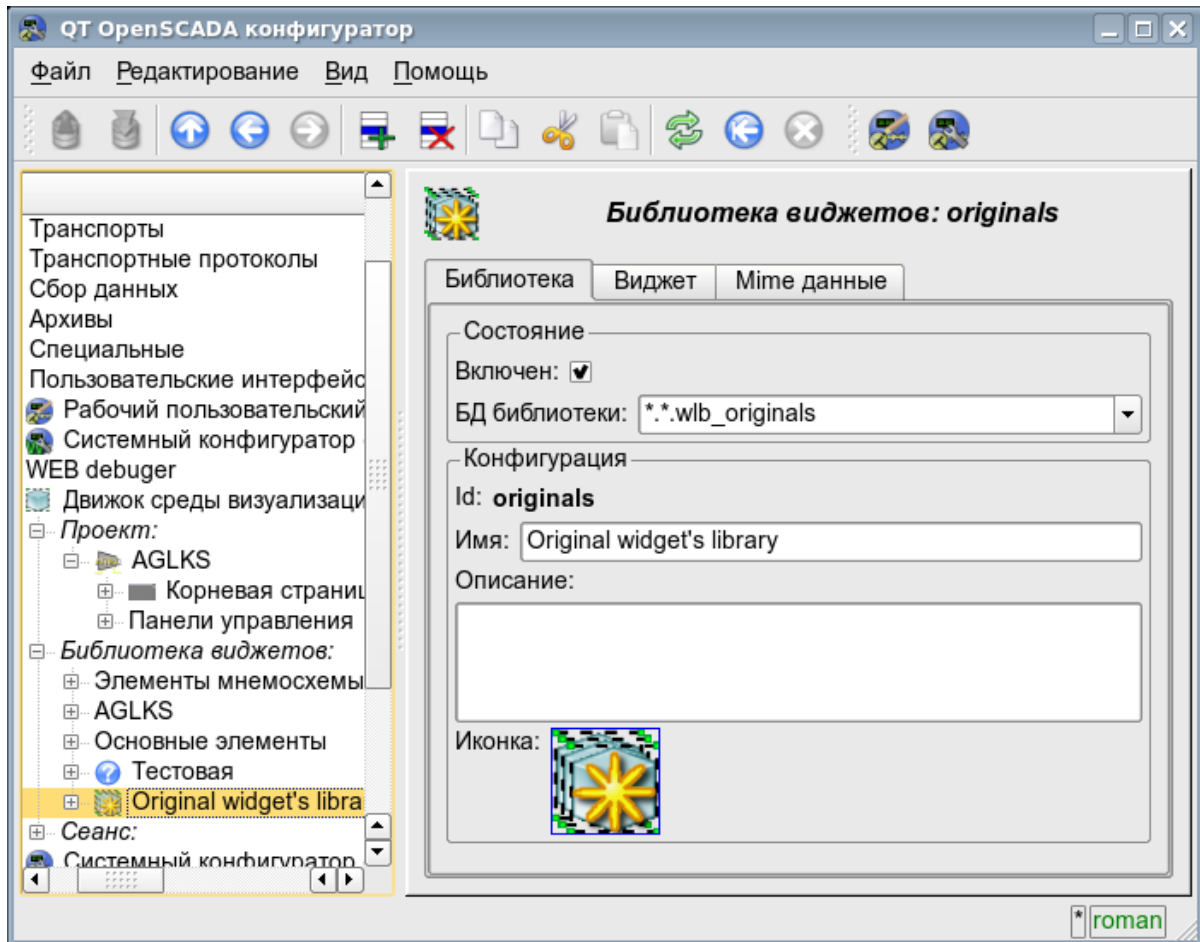 QT OpenSCADA конфигуратор
Файл Редактирование Вид Помощь
Транспорты
Транспортные протоколы
Сбор данных
Архивы
Специальные
Пользовательские интерфейс
Рабочий пользовательский
Системный конфигуратор
WEB debuger
Движок среды визуализаци
Проект:
AGLKS
Корневая страниц
Панели управления
Библиотека виджетов:
Элементы мнемосхемы
AGLKS
Основные элементы
Тестовая
Original widget's libra
Сеанс:
Системный конфигуратор
Библиотека виджетов: originals
Библиотека Виджет Mime данные
Состояние
Включен:
БД библиотеки: *.*.wlb_originals
Конфигурация
Id: originals
Имя: Original widget's library
Описание:
Иконка:
* roman